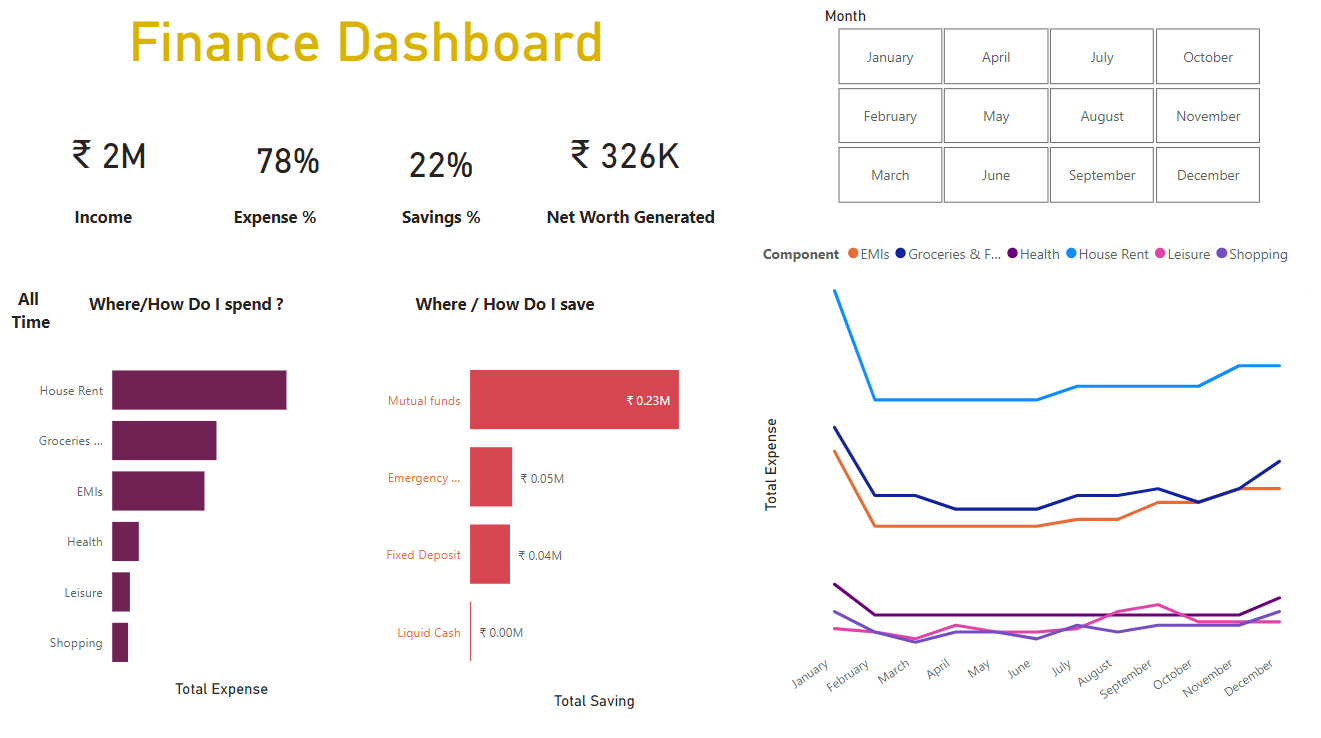 Finance Dashboard
₹ 2M
Income
78%
Expense %
22%
Savings %
₹ 326K
Net Worth Generated
Month
January
April
July
October
February
May
August
November
March
June
September
December
All
Time
Where/How Do I spend ?
House Rent
Groceries ...
EMIs
Health
Leisure
Shopping
Total Expense
Where / How Do I save
Mutual funds
₹ 0.23M
Emergency ...
₹ 0.05M
Fixed Deposit
₹ 0.04M
Liquid Cash
₹ 0.00M
Total Saving
Component EMIs Groceries & F... Health House Rent Leisure Shopping
Total Expense
January
February
March
April
May
June
July
August
September
October
November
December